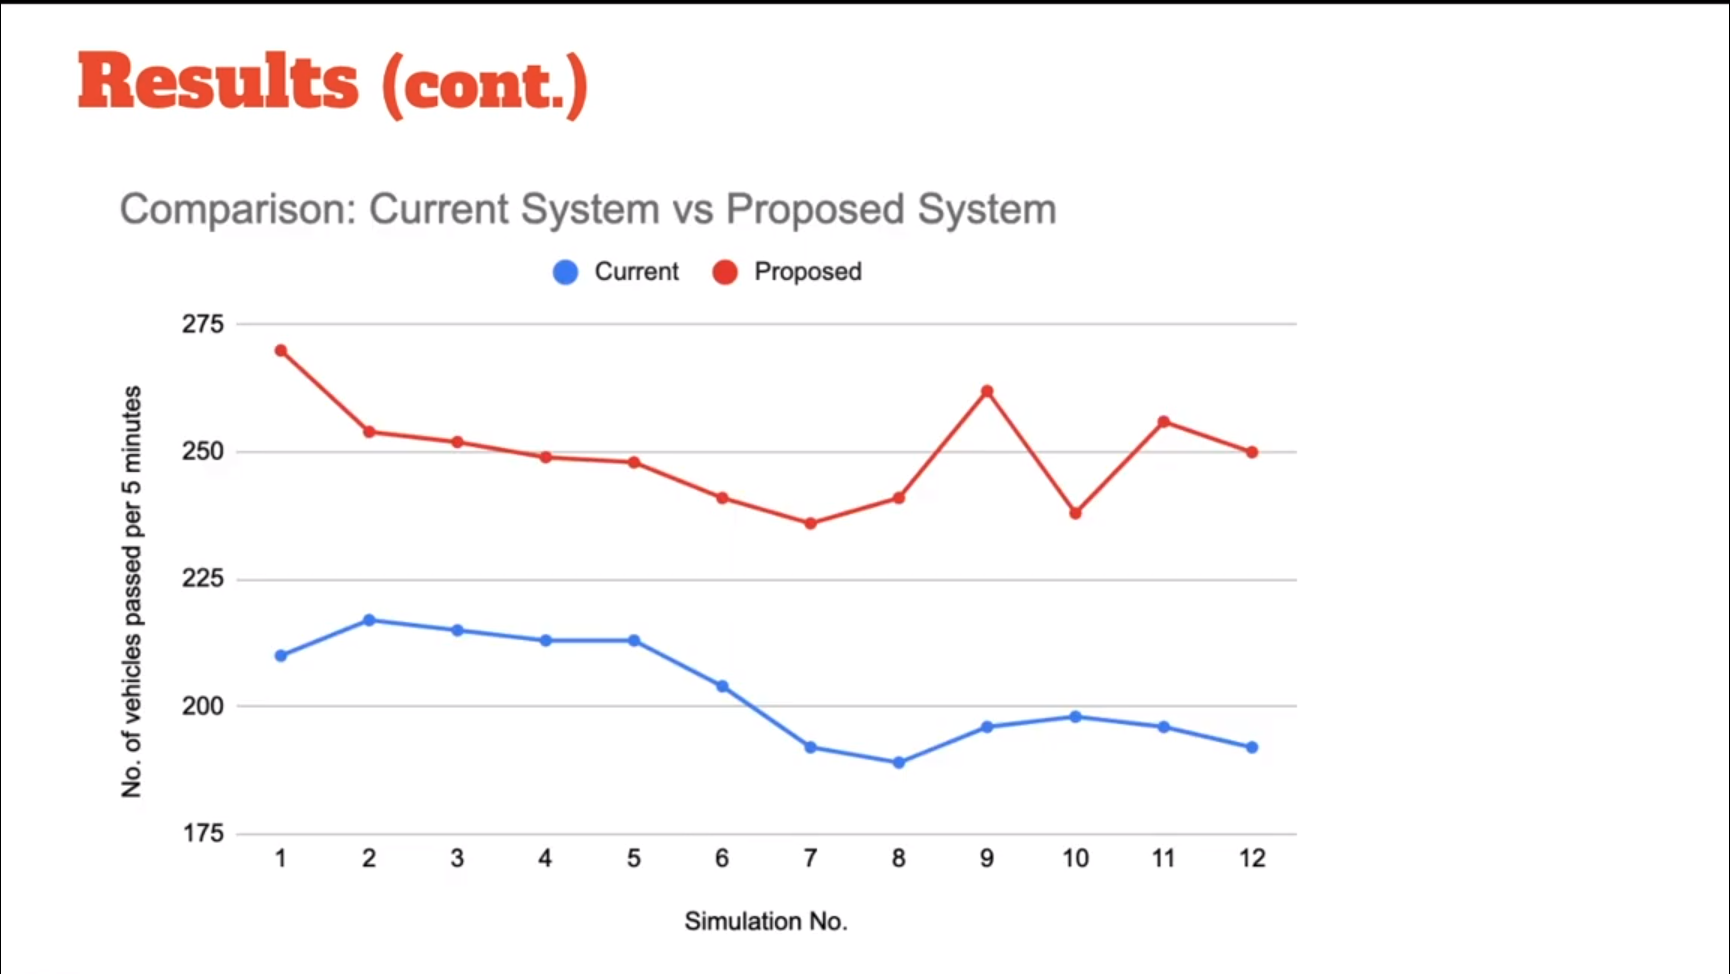 Results (cont.)
Comparison: Current System vs Proposed System
Current Proposed
275
250
225
200
175
No. of vehicles passed per 5 minutes
1 2 3 4 5 6 7 8 9 10 11 12
Simulation No.